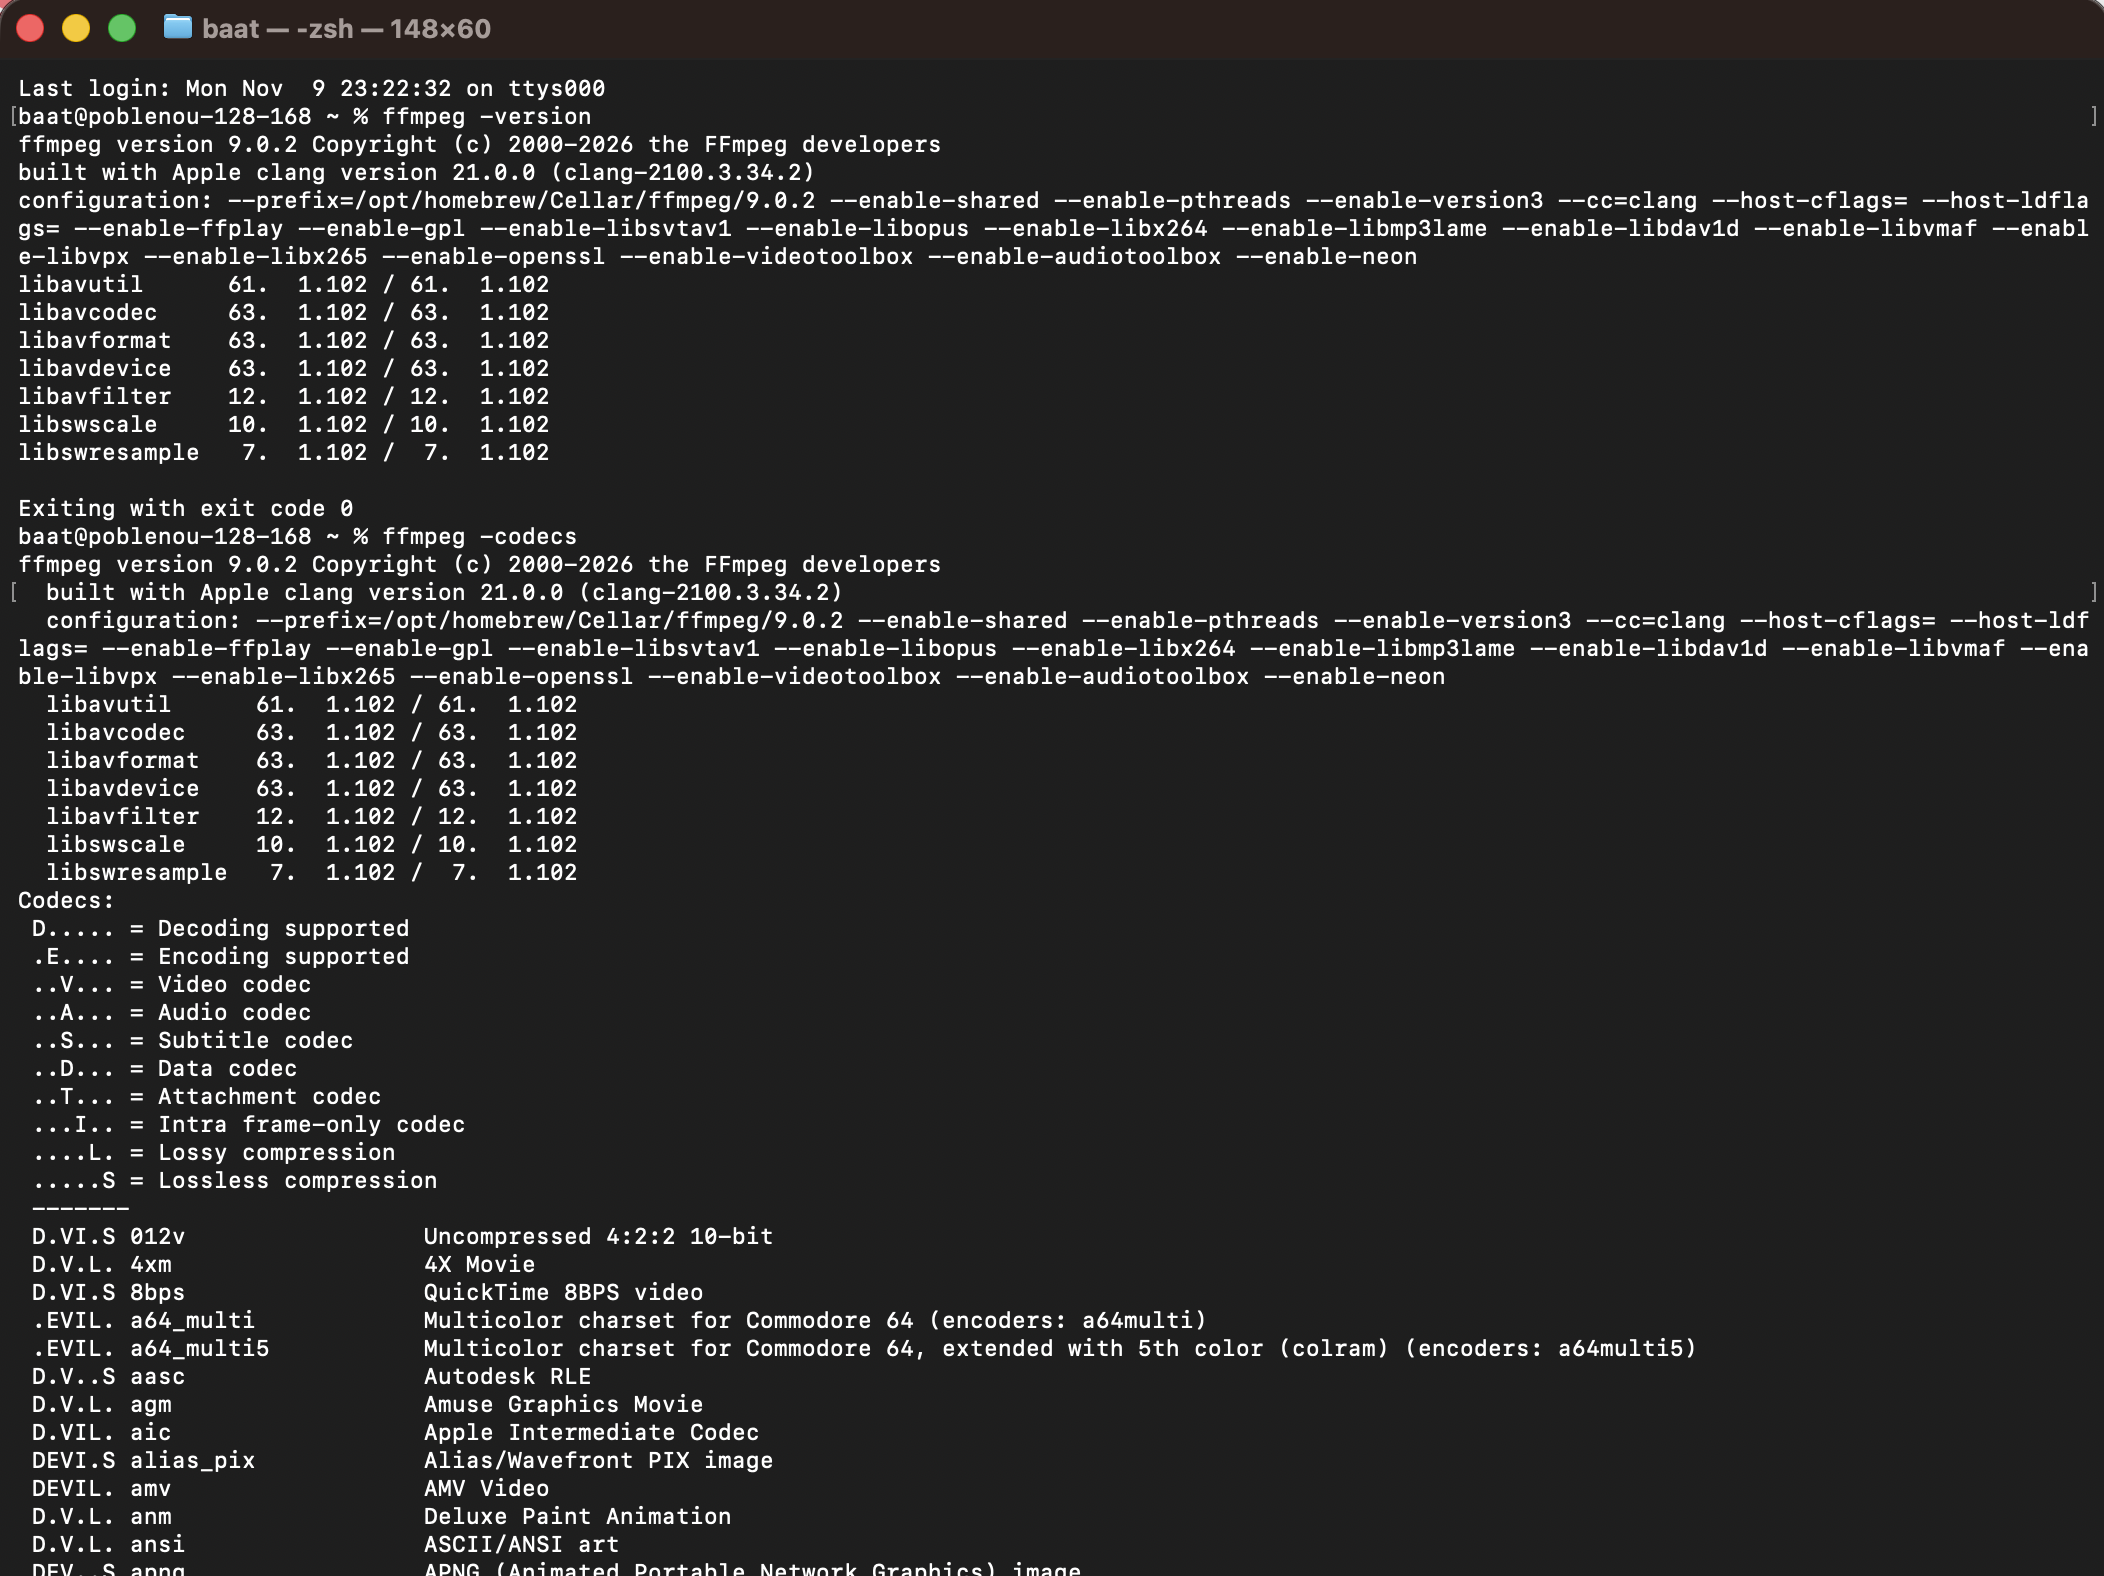 baat — -zsh — 148×60
Last login: Mon Nov  9 23:22:32 on ttys000
[baat@poblenou-128-168 ~ % ffmpeg -version ]
ffmpeg version 9.0.2 Copyright (c) 2000-2026 the FFmpeg developers
built with Apple clang version 21.0.0 (clang-2100.3.34.2)
configuration: --prefix=/opt/homebrew/Cellar/ffmpeg/9.0.2 --enable-shared --enable-pthreads --enable-version3 --cc=clang --host-cflags= --host-ldfla
gs= --enable-ffplay --enable-gpl --enable-libsvtav1 --enable-libopus --enable-libx264 --enable-libmp3lame --enable-libdav1d --enable-libvmaf --enabl
e-libvpx --enable-libx265 --enable-openssl --enable-videotoolbox --enable-audiotoolbox --enable-neon
libavutil      61.  1.102 / 61.  1.102
libavcodec     63.  1.102 / 63.  1.102
libavformat    63.  1.102 / 63.  1.102
libavdevice    63.  1.102 / 63.  1.102
libavfilter    12.  1.102 / 12.  1.102
libswscale     10.  1.102 / 10.  1.102
libswresample   7.  1.102 /  7.  1.102
Exiting with exit code 0
baat@poblenou-128-168 ~ % ffmpeg -codecs
ffmpeg version 9.0.2 Copyright (c) 2000-2026 the FFmpeg developers
[  built with Apple clang version 21.0.0 (clang-2100.3.34.2) ]
  configuration: --prefix=/opt/homebrew/Cellar/ffmpeg/9.0.2 --enable-shared --enable-pthreads --enable-version3 --cc=clang --host-cflags= --host-ldf
lags= --enable-ffplay --enable-gpl --enable-libsvtav1 --enable-libopus --enable-libx264 --enable-libmp3lame --enable-libdav1d --enable-libvmaf --ena
ble-libvpx --enable-libx265 --enable-openssl --enable-videotoolbox --enable-audiotoolbox --enable-neon
  libavutil      61.  1.102 / 61.  1.102
  libavcodec     63.  1.102 / 63.  1.102
  libavformat    63.  1.102 / 63.  1.102
  libavdevice    63.  1.102 / 63.  1.102
  libavfilter    12.  1.102 / 12.  1.102
  libswscale     10.  1.102 / 10.  1.102
  libswresample   7.  1.102 /  7.  1.102
Codecs:
 D..... = Decoding supported
 .E.... = Encoding supported
 ..V... = Video codec
 ..A... = Audio codec
 ..S... = Subtitle codec
 ..D... = Data codec
 ..T... = Attachment codec
 ...I.. = Intra frame-only codec
 ....L. = Lossy compression
 .....S = Lossless compression
 -------
 D.VI.S 012v                 Uncompressed 4:2:2 10-bit
 D.V.L. 4xm                  4X Movie
 D.VI.S 8bps                 QuickTime 8BPS video
 .EVIL. a64_multi            Multicolor charset for Commodore 64 (encoders: a64multi)
 .EVIL. a64_multi5           Multicolor charset for Commodore 64, extended with 5th color (colram) (encoders: a64multi5)
 D.V..S aasc                 Autodesk RLE
 D.V.L. agm                  Amuse Graphics Movie
 D.VIL. aic                  Apple Intermediate Codec
 DEVI.S alias_pix            Alias/Wavefront PIX image
 DEVIL. amv                  AMV Video
 D.V.L. anm                  Deluxe Paint Animation
 D.V.L. ansi                 ASCII/ANSI art
 DEV..S apng                 APNG (Animated Portable Network Graphics) image